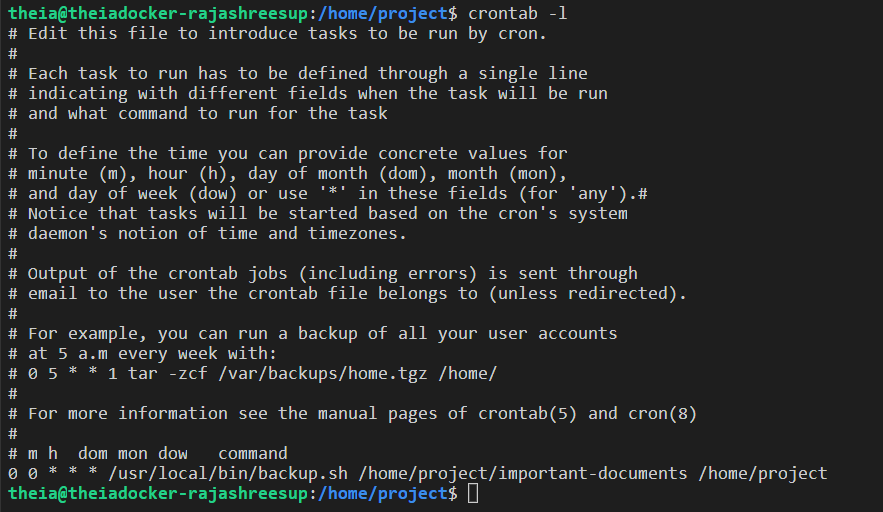 theia@theiadocker-rajashreesup:/home/project$ crontab -l
# Edit this file to introduce tasks to be run by cron.
#
# Each task to run has to be defined through a single line
# indicating with different fields when the task will be run
# and what command to run for the task
#
# To define the time you can provide concrete values for
# minute (m), hour (h), day of month (dom), month (mon),
# and day of week (dow) or use '*' in these fields (for 'any').#
# Notice that tasks will be started based on the cron's system
# daemon's notion of time and timezones.
#
# Output of the crontab jobs (including errors) is sent through
# email to the user the crontab file belongs to (unless redirected).
#
# For example, you can run a backup of all your user accounts
# at 5 a.m every week with:
# 0 5 * * 1 tar -zcf /var/backups/home.tgz /home/
#
# For more information see the manual pages of crontab(5) and cron(8)
#
# m h  dom mon dow   command
0 0 * * * /usr/local/bin/backup.sh /home/project/important-documents /home/project
theia@theiadocker-rajashreesup:/home/project$